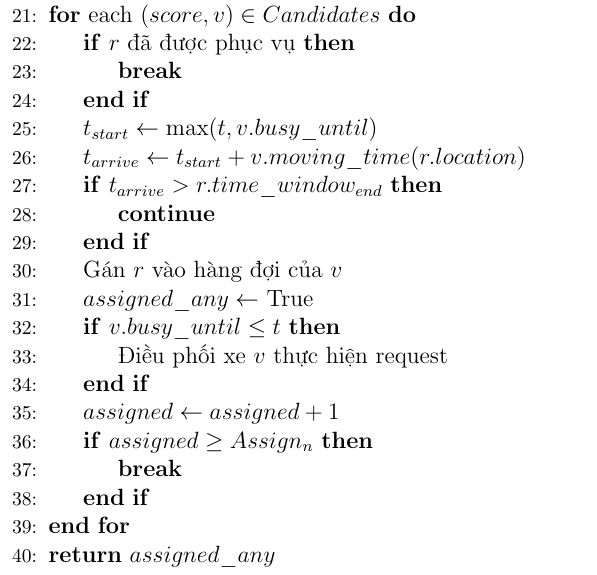 21: for each (score, v) ∈ Candidates do
22: if r đã được phục vụ then
23: break
24: end if
25: t_start ← max(t, v.busy_until)
26: t_arrive ← t_start + v.moving_time(r.location)
27: if t_arrive > r.time_window_end then
28: continue
29: end if
30: Gán r vào hàng đợi của v
31: assigned_any ← True
32: if v.busy_until ≤ t then
33: Điều phối xe v thực hiện request
34: end if
35: assigned ← assigned + 1
36: if assigned ≥ Assign_n then
37: break
38: end if
39: end for
40: return assigned_any